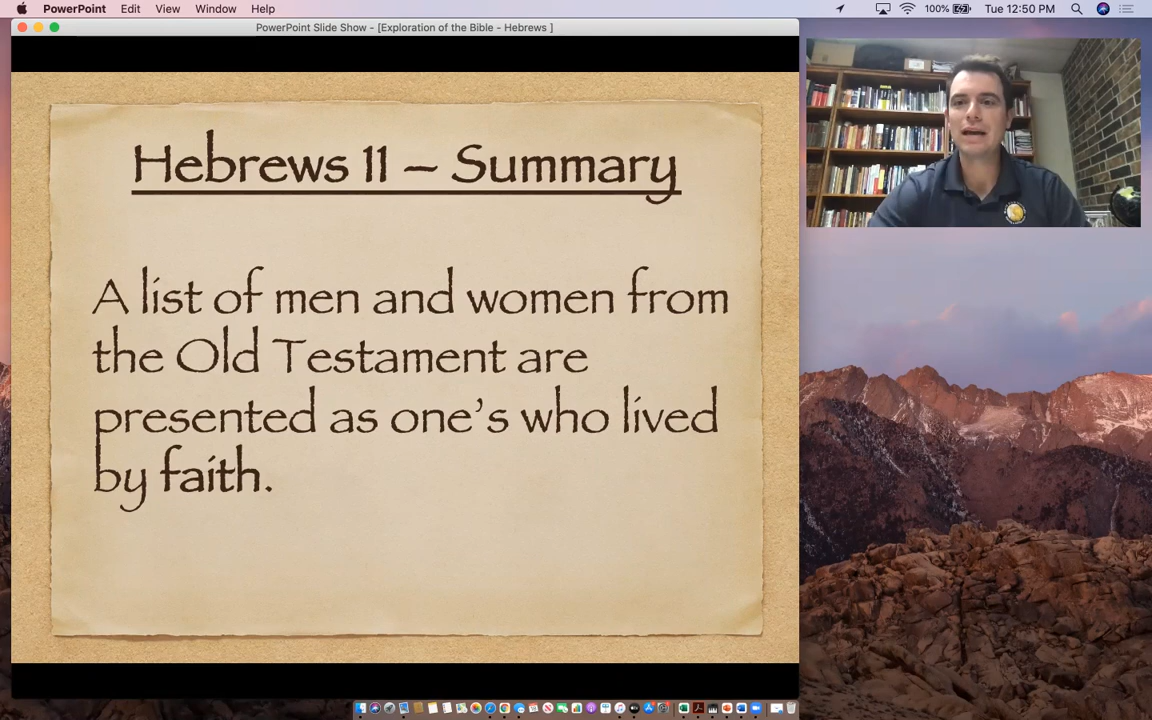 PowerPoint Edit View Window Help 100% Tue 12:50 PM
PowerPoint Slide Show - [Exploration of the Bible - Hebrews ]
Hebrews 11 – Summary
A list of men and women from
the Old Testament are
presented as one’s who lived
by faith.